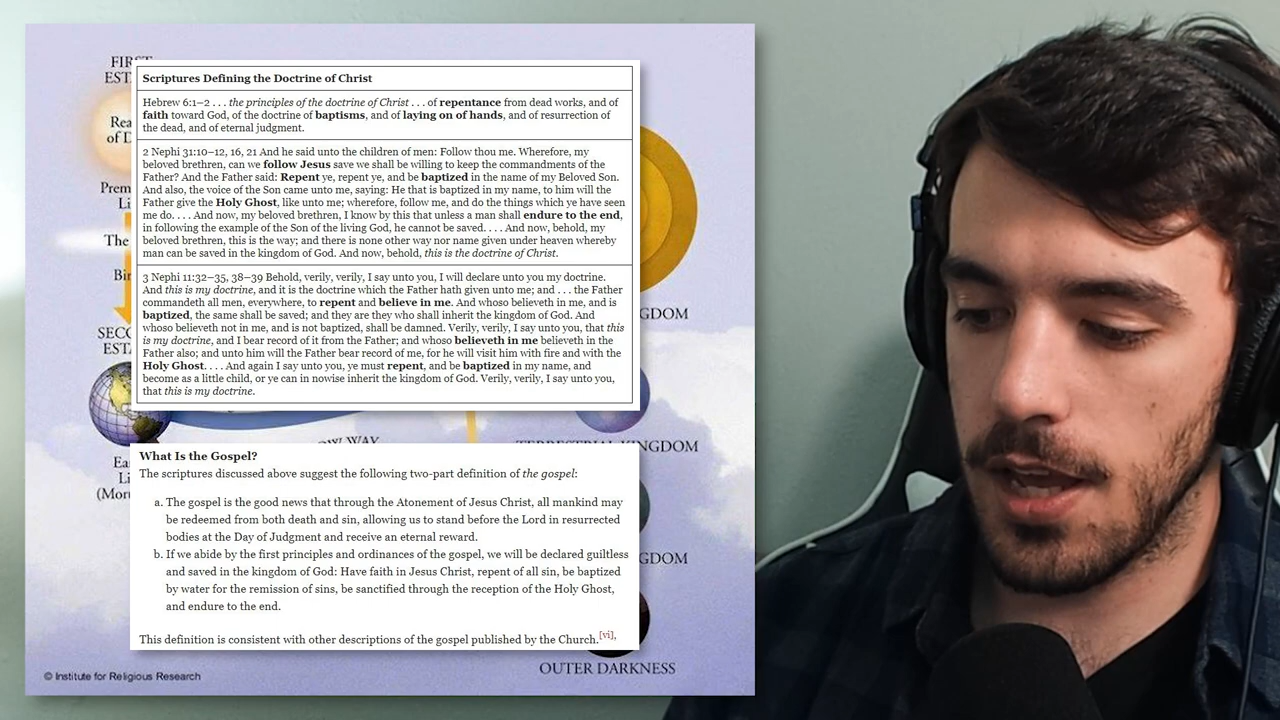 FIRST
ESTA
Rea
of D
Prem
Li
The
Bir
SECO
ESTA
Ea
Li
(Mor
Scriptures Defining the Doctrine of Christ
Hebrew 6:1–2 . . . the principles of the doctrine of Christ . . . of repentance from dead works, and of
faith toward God, of the doctrine of baptisms, and of laying on of hands, and of resurrection of
the dead, and of eternal judgment.
2 Nephi 31:10–12, 16, 21 And he said unto the children of men: Follow thou me. Wherefore, my
beloved brethren, can we follow Jesus save we shall be willing to keep the commandments of the
Father? And the Father said: Repent ye, repent ye, and be baptized in the name of my Beloved Son.
And also, the voice of the Son came unto me, saying: He that is baptized in my name, to him will the
Father give the Holy Ghost, like unto me; wherefore, follow me, and do the things which ye have seen
me do. . . . And now, my beloved brethren, I know by this that unless a man shall endure to the end,
in following the example of the Son of the living God, he cannot be saved. . . . And now, behold, my
beloved brethren, this is the way; and there is none other way nor name given under heaven whereby
man can be saved in the kingdom of God. And now, behold, this is the doctrine of Christ.
3 Nephi 11:32–35, 38–39 Behold, verily, verily, I say unto you, I will declare unto you my doctrine.
And this is my doctrine, and it is the doctrine which the Father hath given unto me; and . . . the Father
commandeth all men, everywhere, to repent and believe in me. And whoso believeth in me, and is
baptized, the same shall be saved; and they are they who shall inherit the kingdom of God. And
whoso believeth not in me, and is not baptized, shall be damned. Verily, verily, I say unto you, that this
is my doctrine, and I bear record of it from the Father; and whoso believeth in me believeth in the
Father also; and unto him will the Father bear record of me, for he will visit him with fire and with the
Holy Ghost. . . . And again I say unto you, ye must repent, and be baptized in my name, and
become as a little child, or ye can in nowise inherit the kingdom of God. Verily, verily, I say unto you,
that this is my doctrine.
GDOM
OW WAY
TERRESTRIAL KINGDOM
What Is the Gospel?
The scriptures discussed above suggest the following two-part definition of the gospel:
a. The gospel is the good news that through the Atonement of Jesus Christ, all mankind may
be redeemed from both death and sin, allowing us to stand before the Lord in resurrected
bodies at the Day of Judgment and receive an eternal reward.
b. If we abide by the first principles and ordinances of the gospel, we will be declared guiltless
and saved in the kingdom of God: Have faith in Jesus Christ, repent of all sin, be baptized
by water for the remission of sins, be sanctified through the reception of the Holy Ghost,
and endure to the end.
This definition is consistent with other descriptions of the gospel published by the Church.[vi],
GDOM
OUTER DARKNESS
© Institute for Religious Research